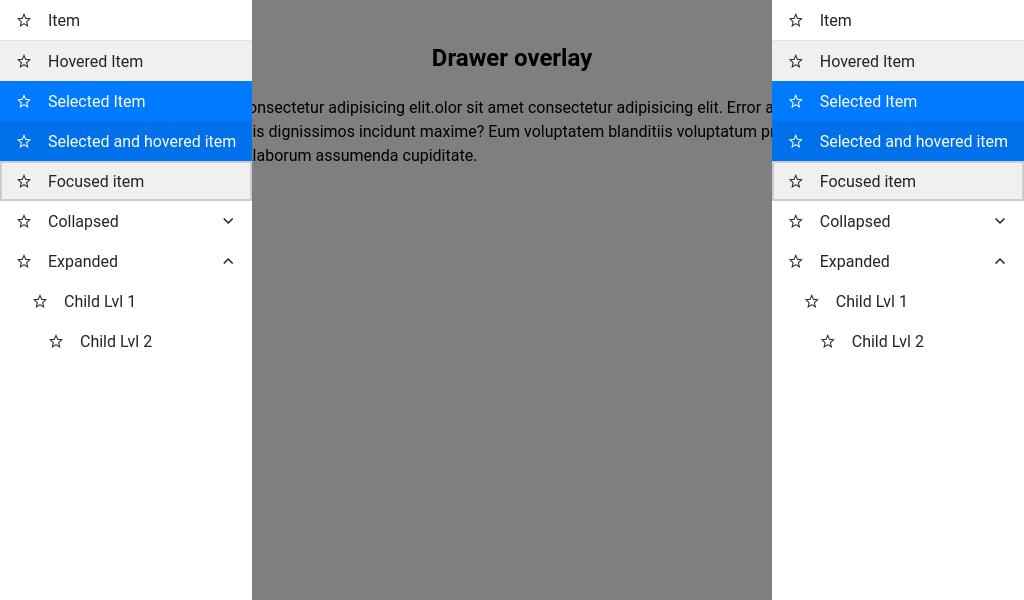 Item
Hovered Item
Selected Item
Selected and hovered item
Focused item
Collapsed
Expanded
Child Lvl 1
Child Lvl 2
Drawer overlay
onsectetur adipisicing elit.olor sit amet consectetur adipisicing elit. Error a
is dignissimos incidunt maxime? Eum voluptatem blanditiis voluptatum
laborum assumenda cupiditate.
Item
Hovered Item
Selected Item
Selected and hovered item
Focused item
Collapsed
Expanded
Child Lvl 1
Child Lvl 2